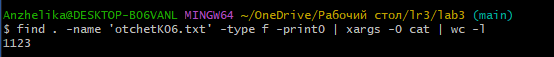 Anzhelika@DESKTOP-BO6VANL MINGW64 ~/OneDrive/Рабочий стол/lr3/lab3 (main)
$ find . -name 'otchetKO6.txt' -type f -print0 | xargs -0 cat | wc -l
1123